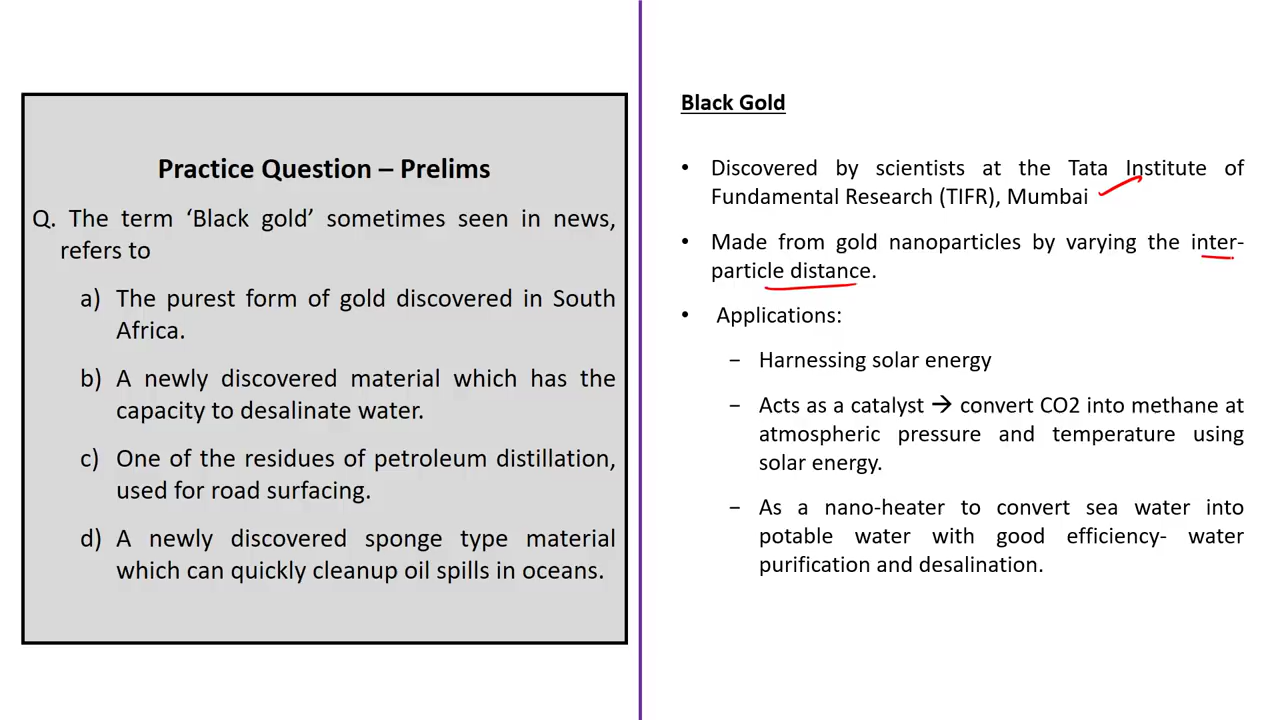 Practice Question – Prelims
Q. The term ‘Black gold’ sometimes seen in news,
refers to
a) The purest form of gold discovered in South
Africa.
b) A newly discovered material which has the
capacity to desalinate water.
c) One of the residues of petroleum distillation,
used for road surfacing.
d) A newly discovered sponge type material
which can quickly cleanup oil spills in oceans.
Black Gold
• Discovered by scientists at the Tata Institute of
Fundamental Research (TIFR), Mumbai
• Made from gold nanoparticles by varying the inter-
particle distance.
• Applications:
− Harnessing solar energy
− Acts as a catalyst → convert CO2 into methane at
atmospheric pressure and temperature using
solar energy.
− As a nano-heater to convert sea water into
potable water with good efficiency- water
purification and desalination.